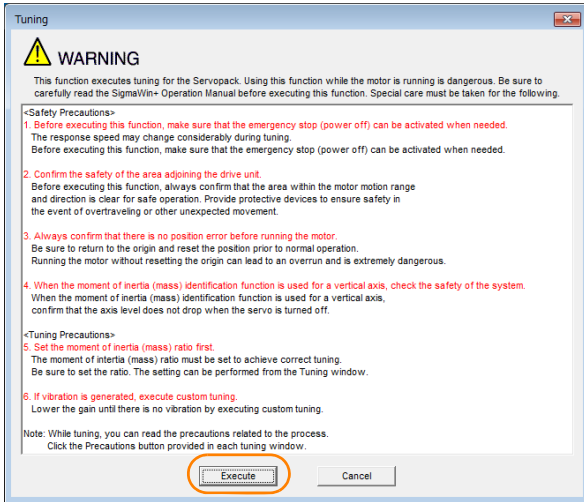 Tuning
WARNING
This function executes tuning for the Servopack. Using this function while the motor is running is dangerous. Be sure to
carefully read the SigmaWin+ Operation Manual before executing this function. Special care must be taken for the following.
<Safety Precautions>
1. Before executing this function, make sure that the emergency stop (power off) can be activated when needed.
The response speed may change considerably during tuning.
Before executing this function, make sure that the emergency stop (power off) can be activated when needed.
2. Confirm the safety of the area adjoining the drive unit.
Before executing this function, always confirm that the area within the motor motion range
and direction is clear for safe operation. Provide protective devices to ensure safety in
the event of overtraveling or other unexpected movement.
3. Always confirm that there is no position error before running the motor.
Be sure to return to the origin and reset the position prior to normal operation.
Running the motor without resetting the origin can lead to an overrun and is extremely dangerous.
4. When the moment of inertia (mass) identification function is used for a vertical axis, check the safety of the system.
When the moment of inertia (mass) identification function is used for a vertical axis,
confirm that the axis level does not drop when the servo is turned off.
<Tuning Precautions>
5. Set the moment of inertia (mass) ratio first.
The moment of intertia (mass) ratio must be set to achieve correct tuning.
Be sure to set the ratio. The setting can be performed from the Tuning window.
6. If vibration is generated, execute custom tuning.
Lower the gain until there is no vibration by executing custom tuning.
Note: While tuning, you can read the precautions related to the process.
Click the Precautions button provided in each tuning window.
Execute
Cancel